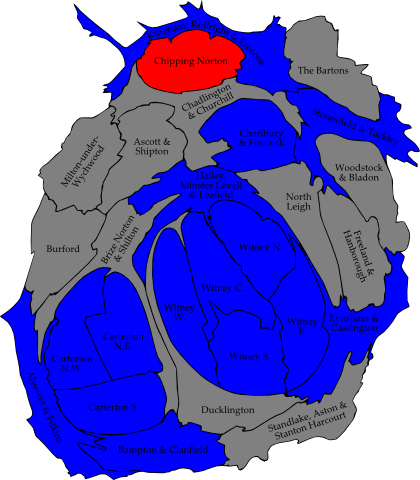 Kingham, Rollright & Enstone
Chipping Norton
The Bartons
Chadlington
& Churchill
Stonesfield & Tackley
Ascott &
Shipton
Charlbury
& Finstock
Milton-under-
Wychwood
Woodstock
& Bladon
Hailey,
Minster Lovell
& Leafield
North
Leigh
Brize Norton
& Shilton
Burford
Freeland &
Hanborough
Witney N.
Witney C.
Witney
W.
Witney
E.
Eynsham &
Cassington
Carterton
N.E.
Carterton
N.W.
Witney S.
Alvescot & Filkins
Carterton S.
Ducklington
Standlake, Aston &
Stanton Harcourt
Bampton & Clanfield